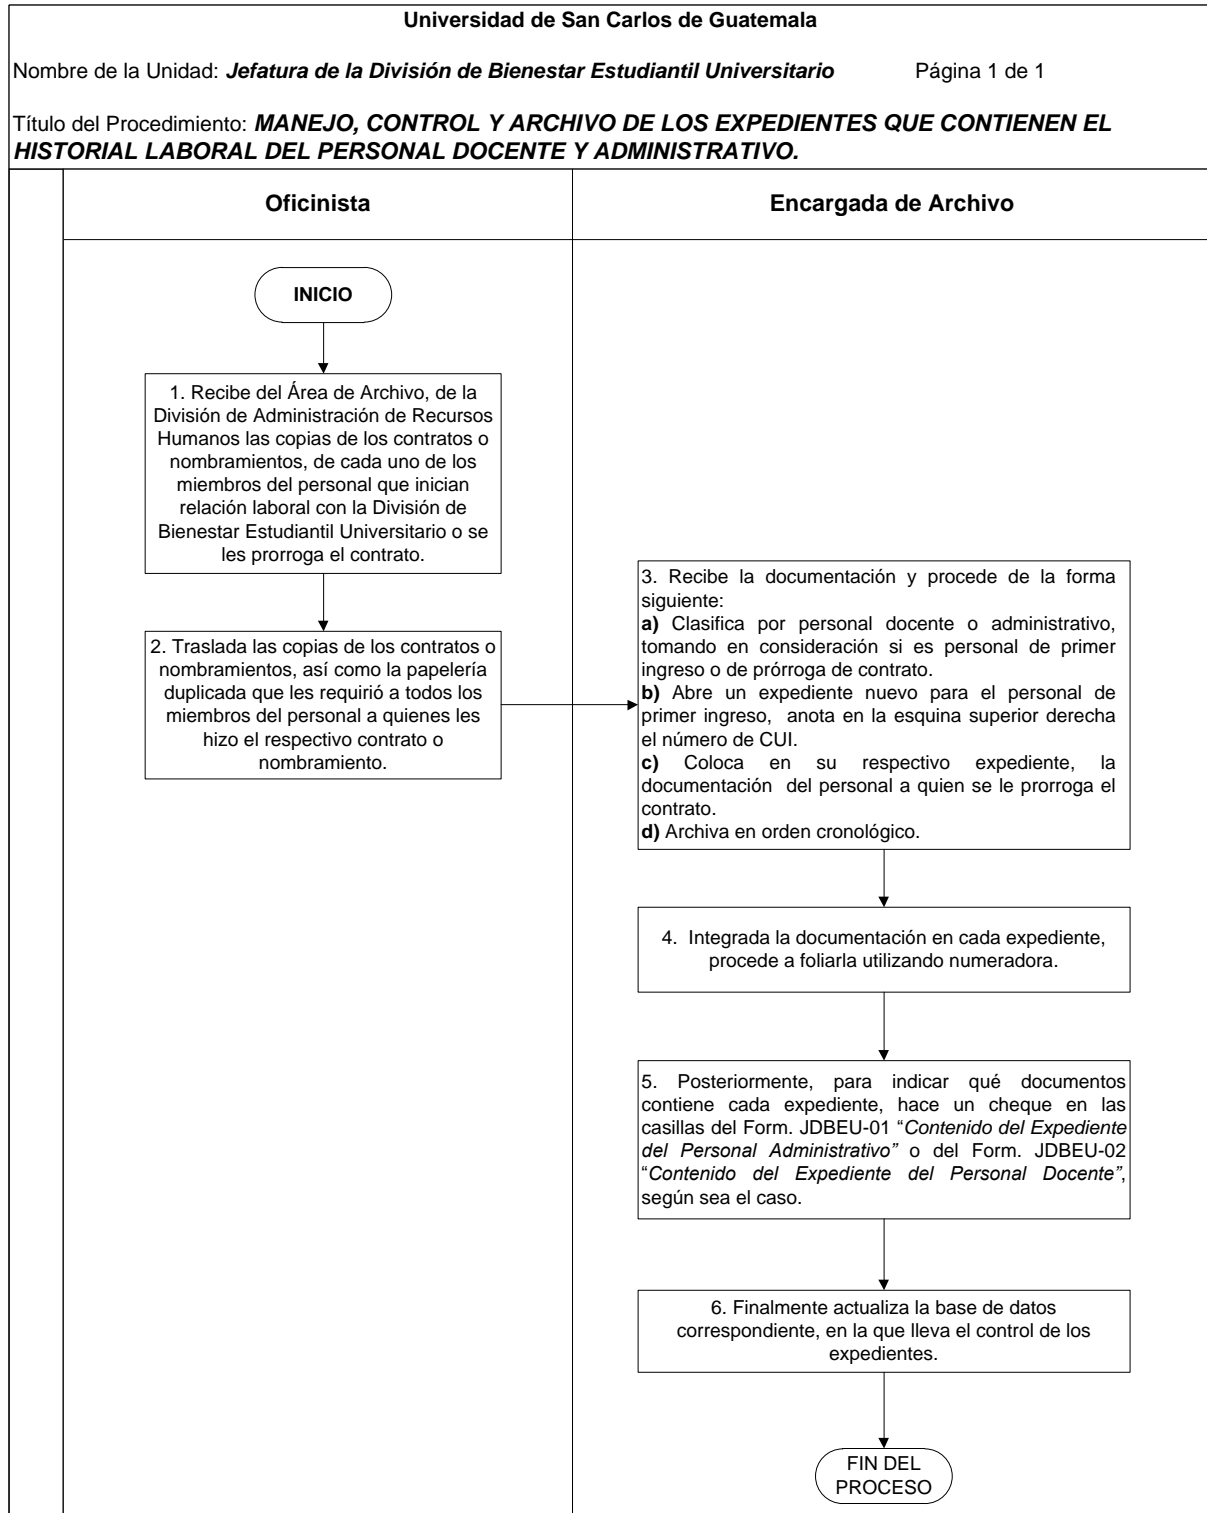 Universidad de San Carlos de Guatemala
Nombre de la Unidad: Jefatura de la División de Bienestar Estudiantil Universitario Página 1 de 1
Título del Procedimiento: MANEJO, CONTROL Y ARCHIVO DE LOS EXPEDIENTES QUE CONTIENEN EL
HISTORIAL LABORAL DEL PERSONAL DOCENTE Y ADMINISTRATIVO.
Oficinista
Encargada de Archivo
INICIO
1. Recibe del Área de Archivo, de la
División de Administración de Recursos
Humanos las copias de los contratos o
nombramientos, de cada uno de los
miembros del personal que inician
relación laboral con la División de
Bienestar Estudiantil Universitario o se
les prorroga el contrato.
2. Traslada las copias de los contratos o
nombramientos, así como la papelería
duplicada que les requirió a todos los
miembros del personal a quienes les
hizo el respectivo contrato o
nombramiento.
3. Recibe la documentación y procede de la forma
siguiente:
a) Clasifica por personal docente o administrativo,
tomando en consideración si es personal de primer
ingreso o de prórroga de contrato.
b) Abre un expediente nuevo para el personal de
primer ingreso, anota en la esquina superior derecha
el número de CUI.
c) Coloca en su respectivo expediente, la
documentación del personal a quien se le prorroga el
contrato.
d) Archiva en orden cronológico.
4. Integrada la documentación en cada expediente,
procede a foliarla utilizando numeradora.
5. Posteriormente, para indicar qué documentos
contiene cada expediente, hace un cheque en las
casillas del Form. JDBEU-01 “Contenido del Expediente
del Personal Administrativo” o del Form. JDBEU-02
“Contenido del Expediente del Personal Docente”,
según sea el caso.
6. Finalmente actualiza la base de datos
correspondiente, en la que lleva el control de los
expedientes.
FIN DEL
PROCESO